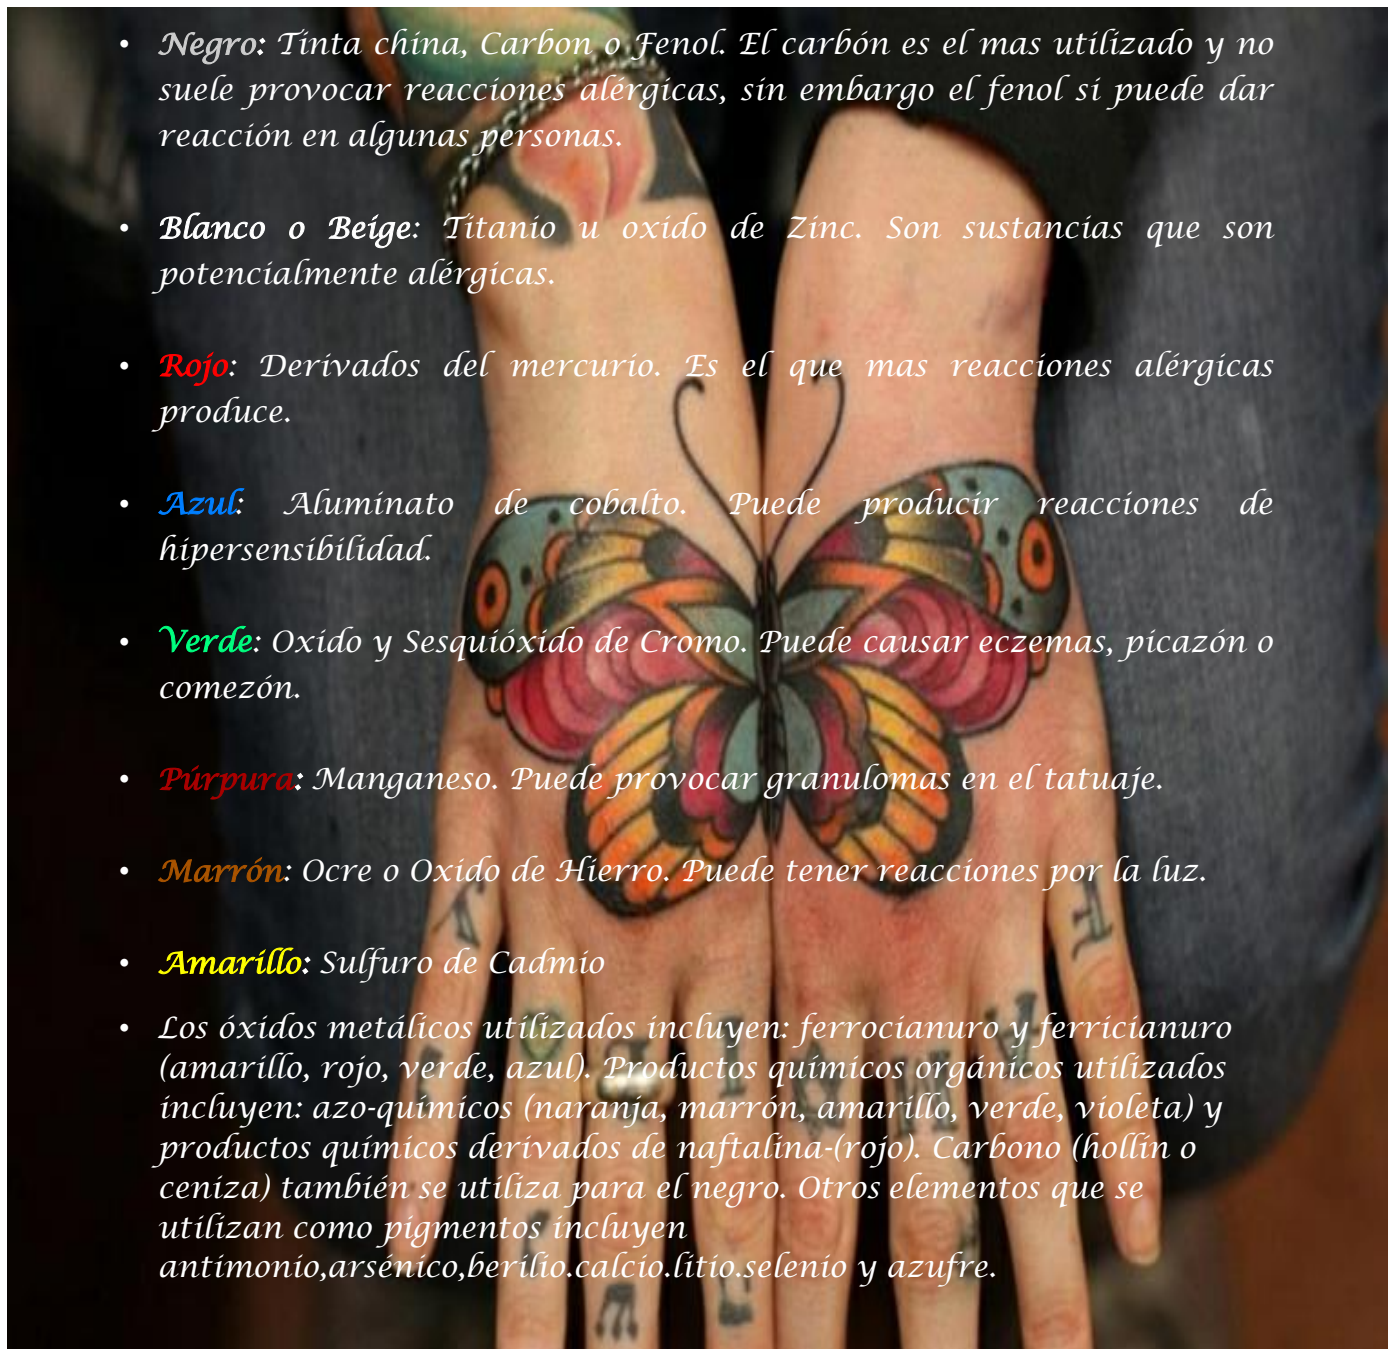 • Negro: Tinta china, Carbon o Fenol. El carbón es el mas utilizado y no
suele provocar reacciones alérgicas, sin embargo el fenol si puede dar
reacción en algunas personas.
• Blanco o Beige: Titanio u oxido de Zinc. Son sustancias que son
potencialmente alérgicas.
• Rojo: Derivados del mercurio. Es el que mas reacciones alérgicas
produce.
• Azul: Aluminato de cobalto. Puede producir reacciones de
hipersensibilidad.
• Verde: Oxido y Sesquióxido de Cromo. Puede causar eczemas, picazón o
comezón.
• Púrpura: Manganeso. Puede provocar granulomas en el tatuaje.
• Marrón: Ocre o Oxido de Hierro. Puede tener reacciones por la luz.
• Amarillo: Sulfuro de Cadmio
• Los óxidos metálicos utilizados incluyen: ferrocianuro y ferricianuro
(amarillo, rojo, verde, azul). Productos químicos orgánicos utilizados
incluyen: azo-químicos (naranja, marrón, amarillo, verde, violeta) y
productos químicos derivados de naftalina-(rojo). Carbono (hollín o
ceniza) también se utiliza para el negro. Otros elementos que se
utilizan como pigmentos incluyen
antimonio,arsénico,berilio.calcio.litio.selenio y azufre.